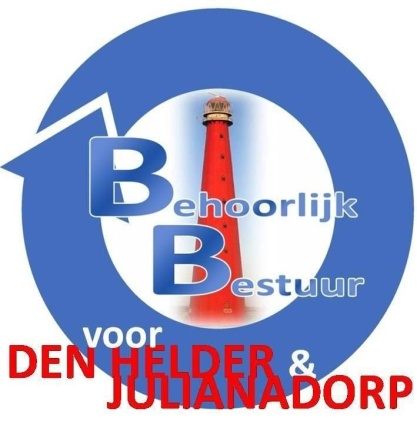 Behoorlijk
Bestuur
voor
DEN HELDER &
JULIANADORP